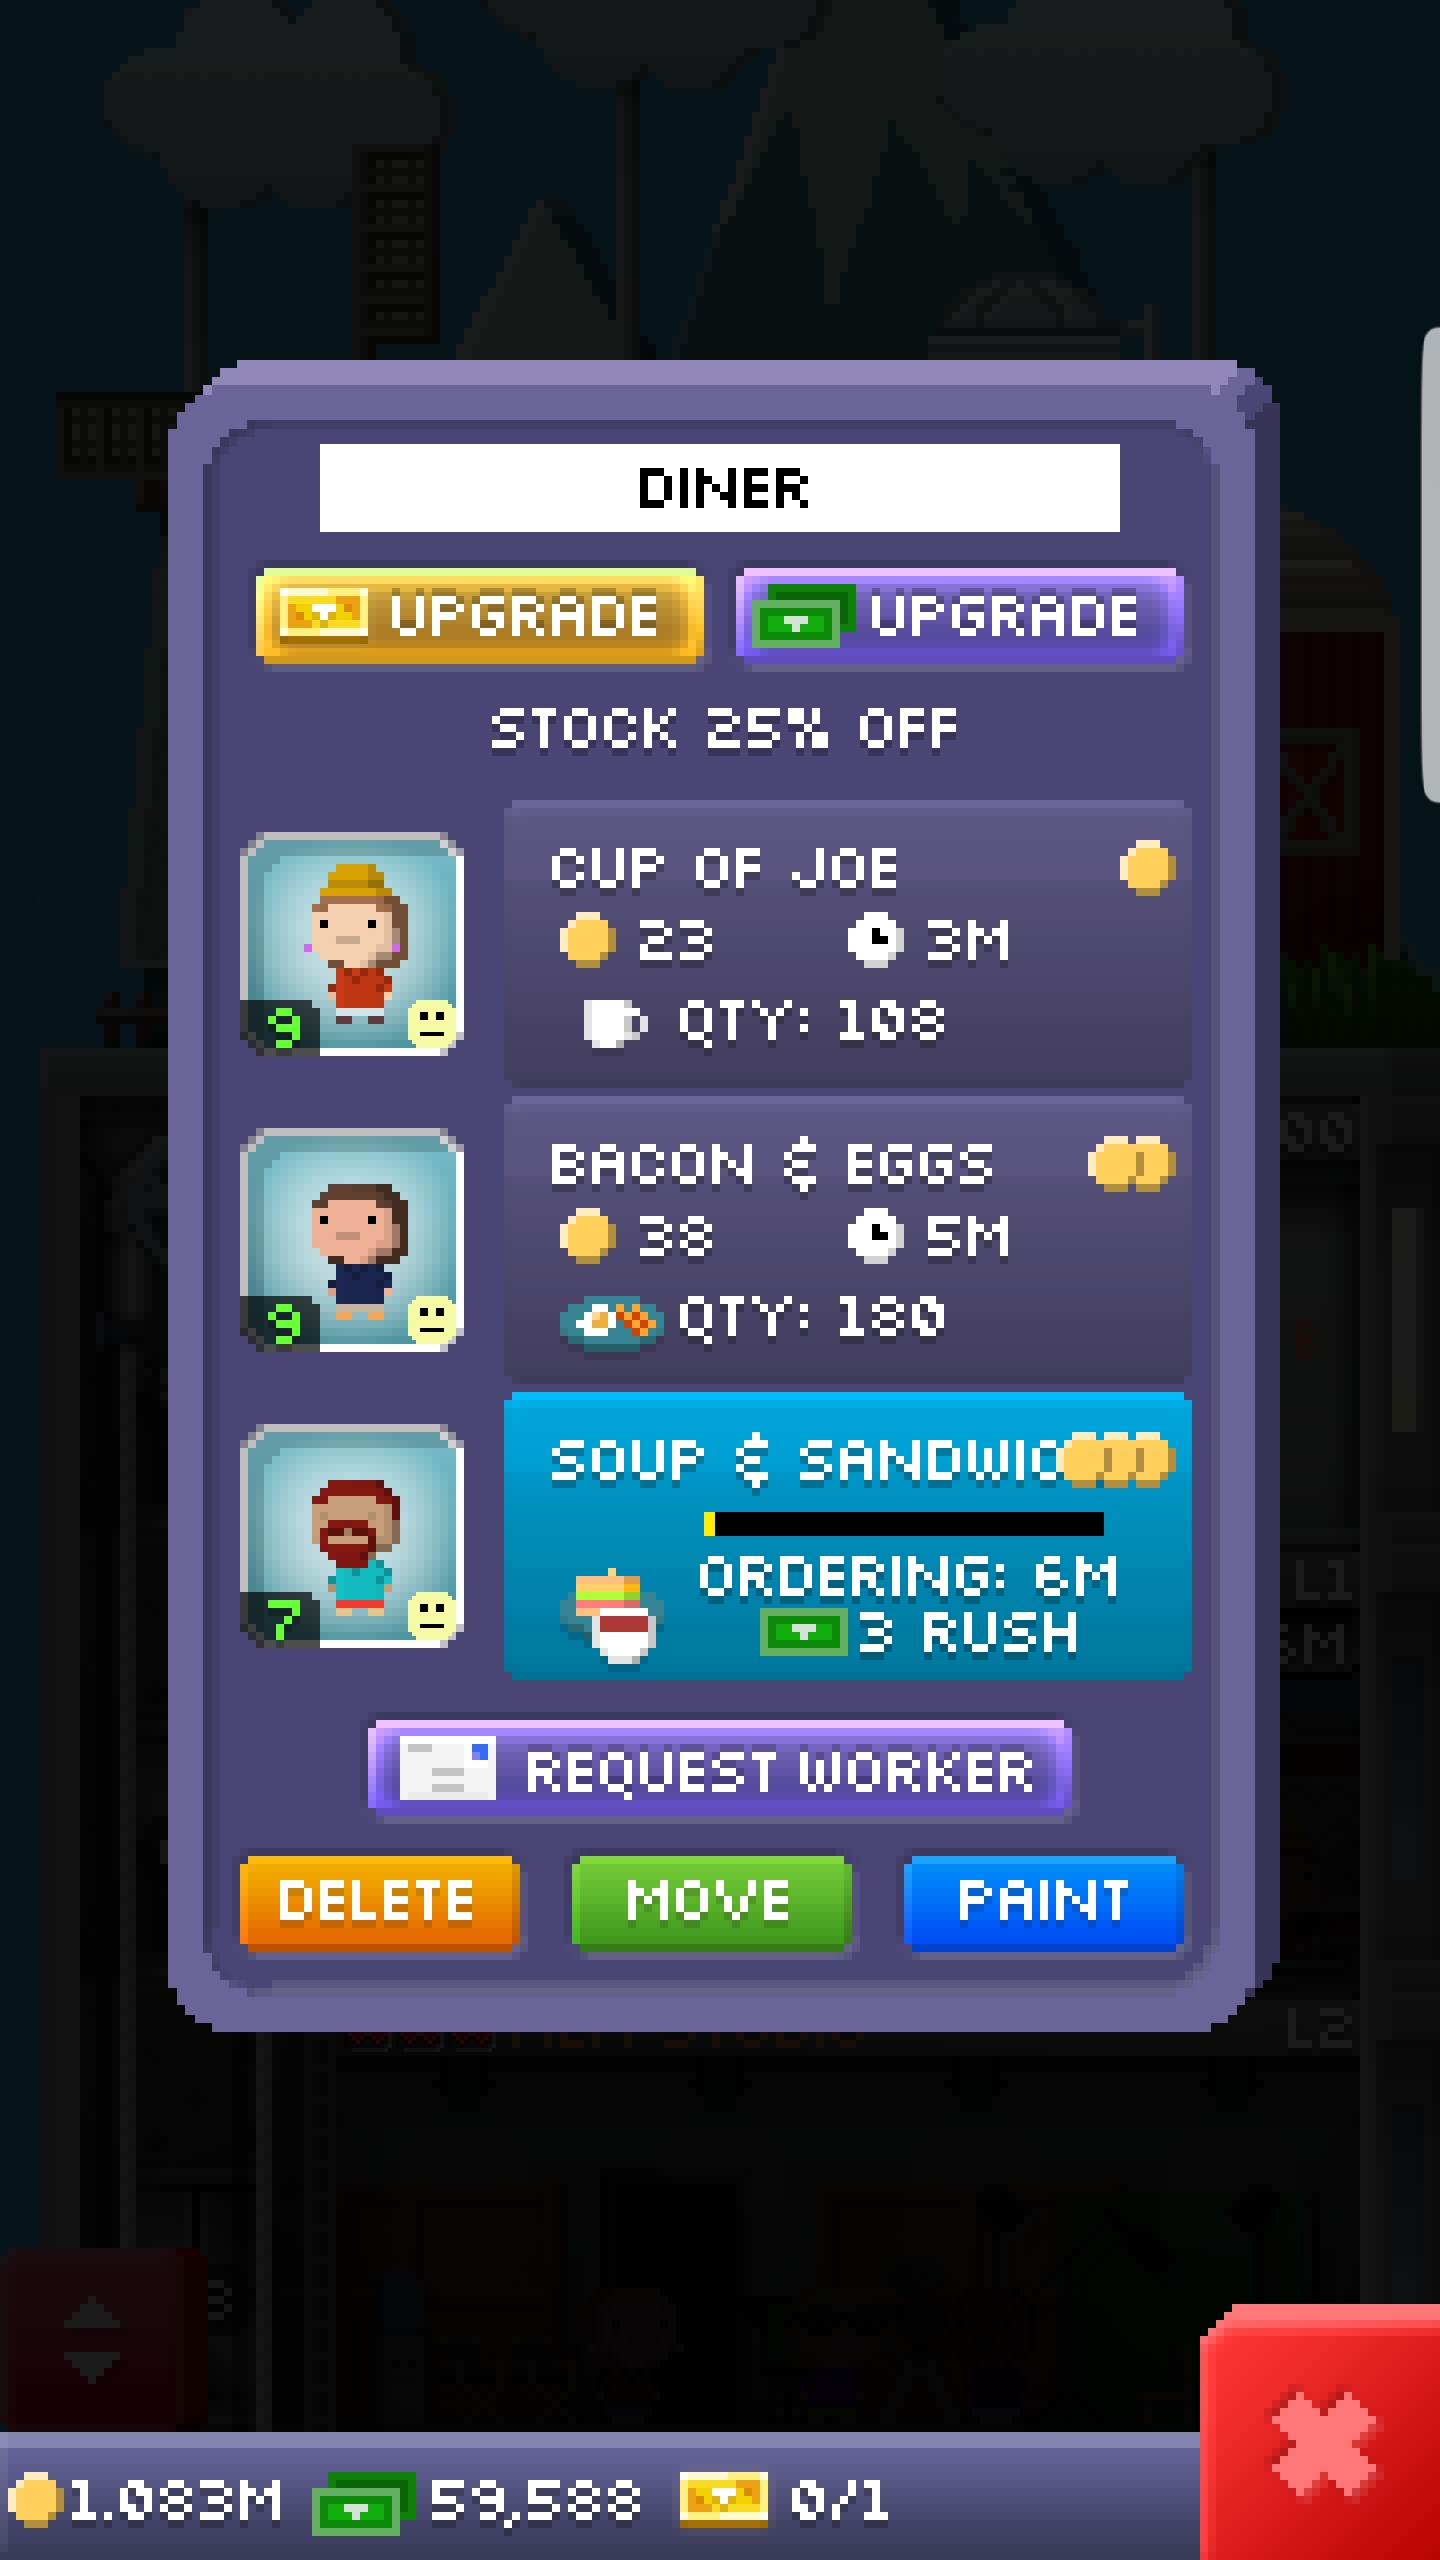 DINER
UPGRADE UPGRADE
STOCK 25% OFF
CUP OF JOE
23 3M
9 QTY: 108
BACON & EGGS
38 5M
9 QTY: 180
SOUP & SANDWIC
ORDERING: 6M
7 3 RUSH
REQUEST WORKER
DELETE MOVE PAINT
L2
1.083M 59,588 0/1